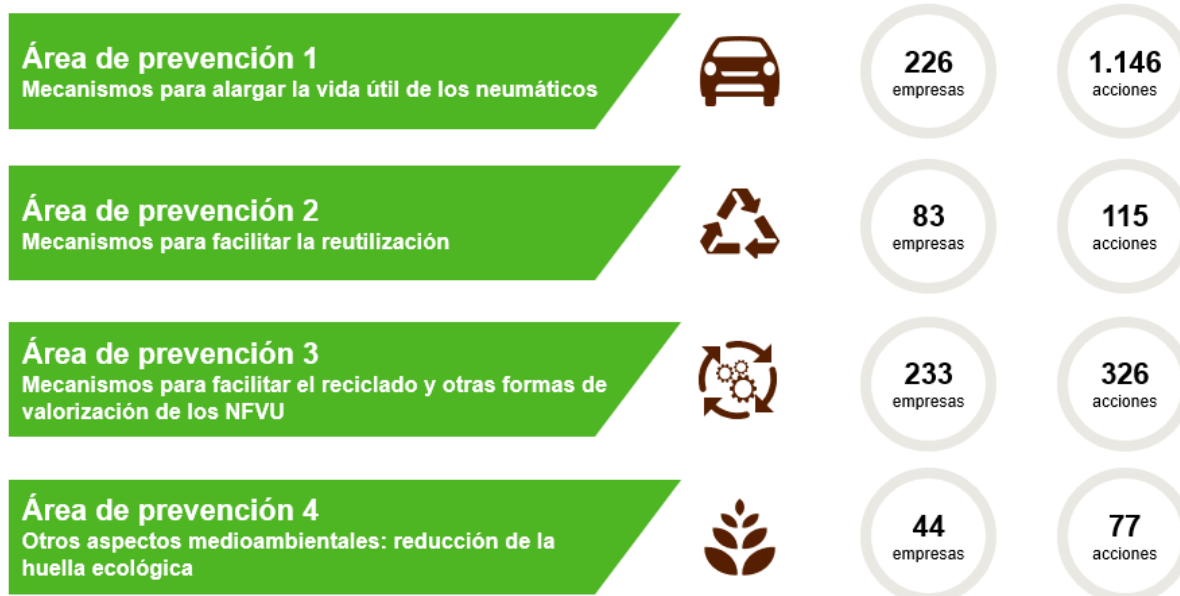 Área de prevención 1
Mecanismos para alargar la vida útil de los neumáticos
226
empresas
1.146
acciones
Área de prevención 2
Mecanismos para facilitar la reutilización
83
empresas
115
acciones
Área de prevención 3
Mecanismos para facilitar el reciclado y otras formas de
valorización de los NFVU
233
empresas
326
acciones
Área de prevención 4
Otros aspectos medioambientales: reducción de la
huella ecológica
44
empresas
77
acciones